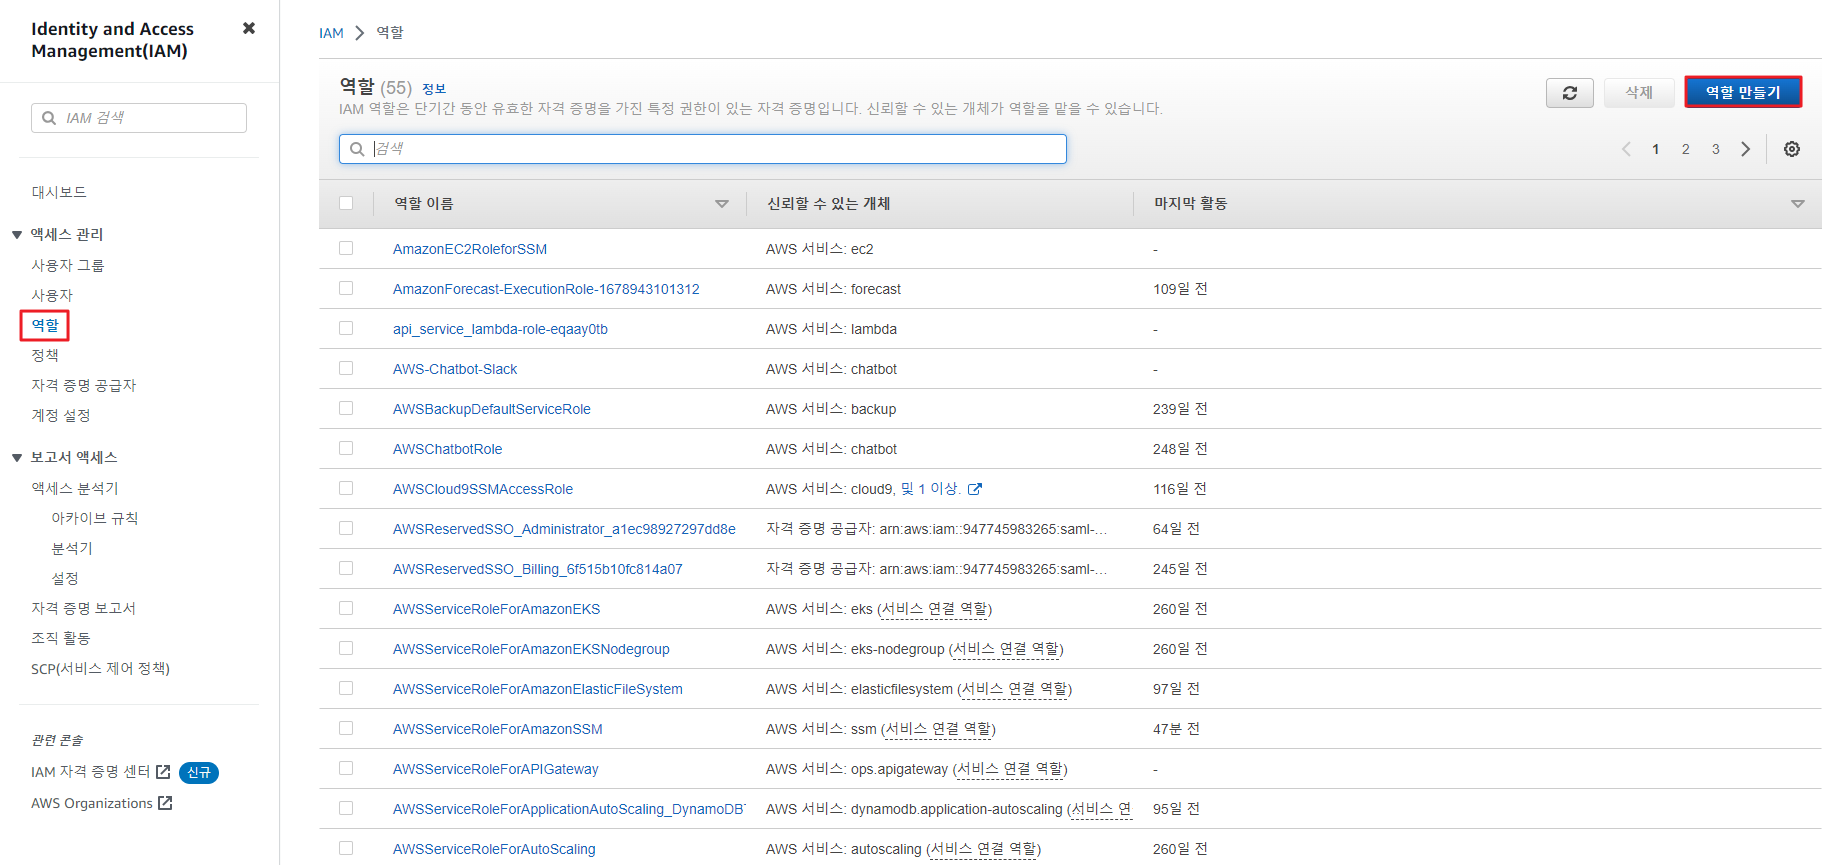 Identity and Access
Management(IAM)
IAM 검색
대시보드
액세스 관리
사용자 그룹
사용자
역할
정책
자격 증명 공급자
계정 설정
보고서 액세스
액세스 분석기
아카이브 규칙
분석기
설정
자격 증명 보고서
조직 활동
SCP(서비스 제어 정책)
관련 콘솔
IAM 자격 증명 센터 신규
AWS Organizations
IAM 역할
역할 (55) 정보
IAM 역할은 단기간 동안 유효한 자격 증명을 가진 특정 권한이 있는 자격 증명입니다. 신뢰할 수 있는 개체가 역할을 맡을 수 있습니다.
삭제 역할 만들기
검색
1 2 3
역할 이름 신뢰할 수 있는 개체 마지막 활동
AmazonEC2RoleforSSM AWS 서비스: ec2 -
AmazonForecast-ExecutionRole-1678943101312 AWS 서비스: forecast 109일 전
api_service_lambda-role-eqaay0tb AWS 서비스: lambda -
AWS-Chatbot-Slack AWS 서비스: chatbot -
AWSBackupDefaultServiceRole AWS 서비스: backup 239일 전
AWSChatbotRole AWS 서비스: chatbot 248일 전
AWSCloud9SSMAccessRole AWS 서비스: cloud9, 및 1 이상. 116일 전
AWSReservedSSO_Administrator_a1ec98927297dd8e 자격 증명 공급자: arn:aws:iam::947745983265:saml-... 64일 전
AWSReservedSSO_Billing_6f515b10fc814a07 자격 증명 공급자: arn:aws:iam::947745983265:saml-... 245일 전
AWSServiceRoleForAmazonEKS AWS 서비스: eks (서비스 연결 역할) 260일 전
AWSServiceRoleForAmazonEKSNodegroup AWS 서비스: eks-nodegroup (서비스 연결 역할) 260일 전
AWSServiceRoleForAmazonElasticFileSystem AWS 서비스: elasticfilesystem (서비스 연결 역할) 97일 전
AWSServiceRoleForAmazonSSM AWS 서비스: ssm (서비스 연결 역할) 47분 전
AWSServiceRoleForAPIGateway AWS 서비스: ops.apigateway (서비스 연결 역할) -
AWSServiceRoleForApplicationAutoScaling_DynamoDB AWS 서비스: dynamodb.application-autoscaling (서비스 연 95일 전
AWSServiceRoleForAutoScaling AWS 서비스: autoscaling (서비스 연결 역할) 260일 전